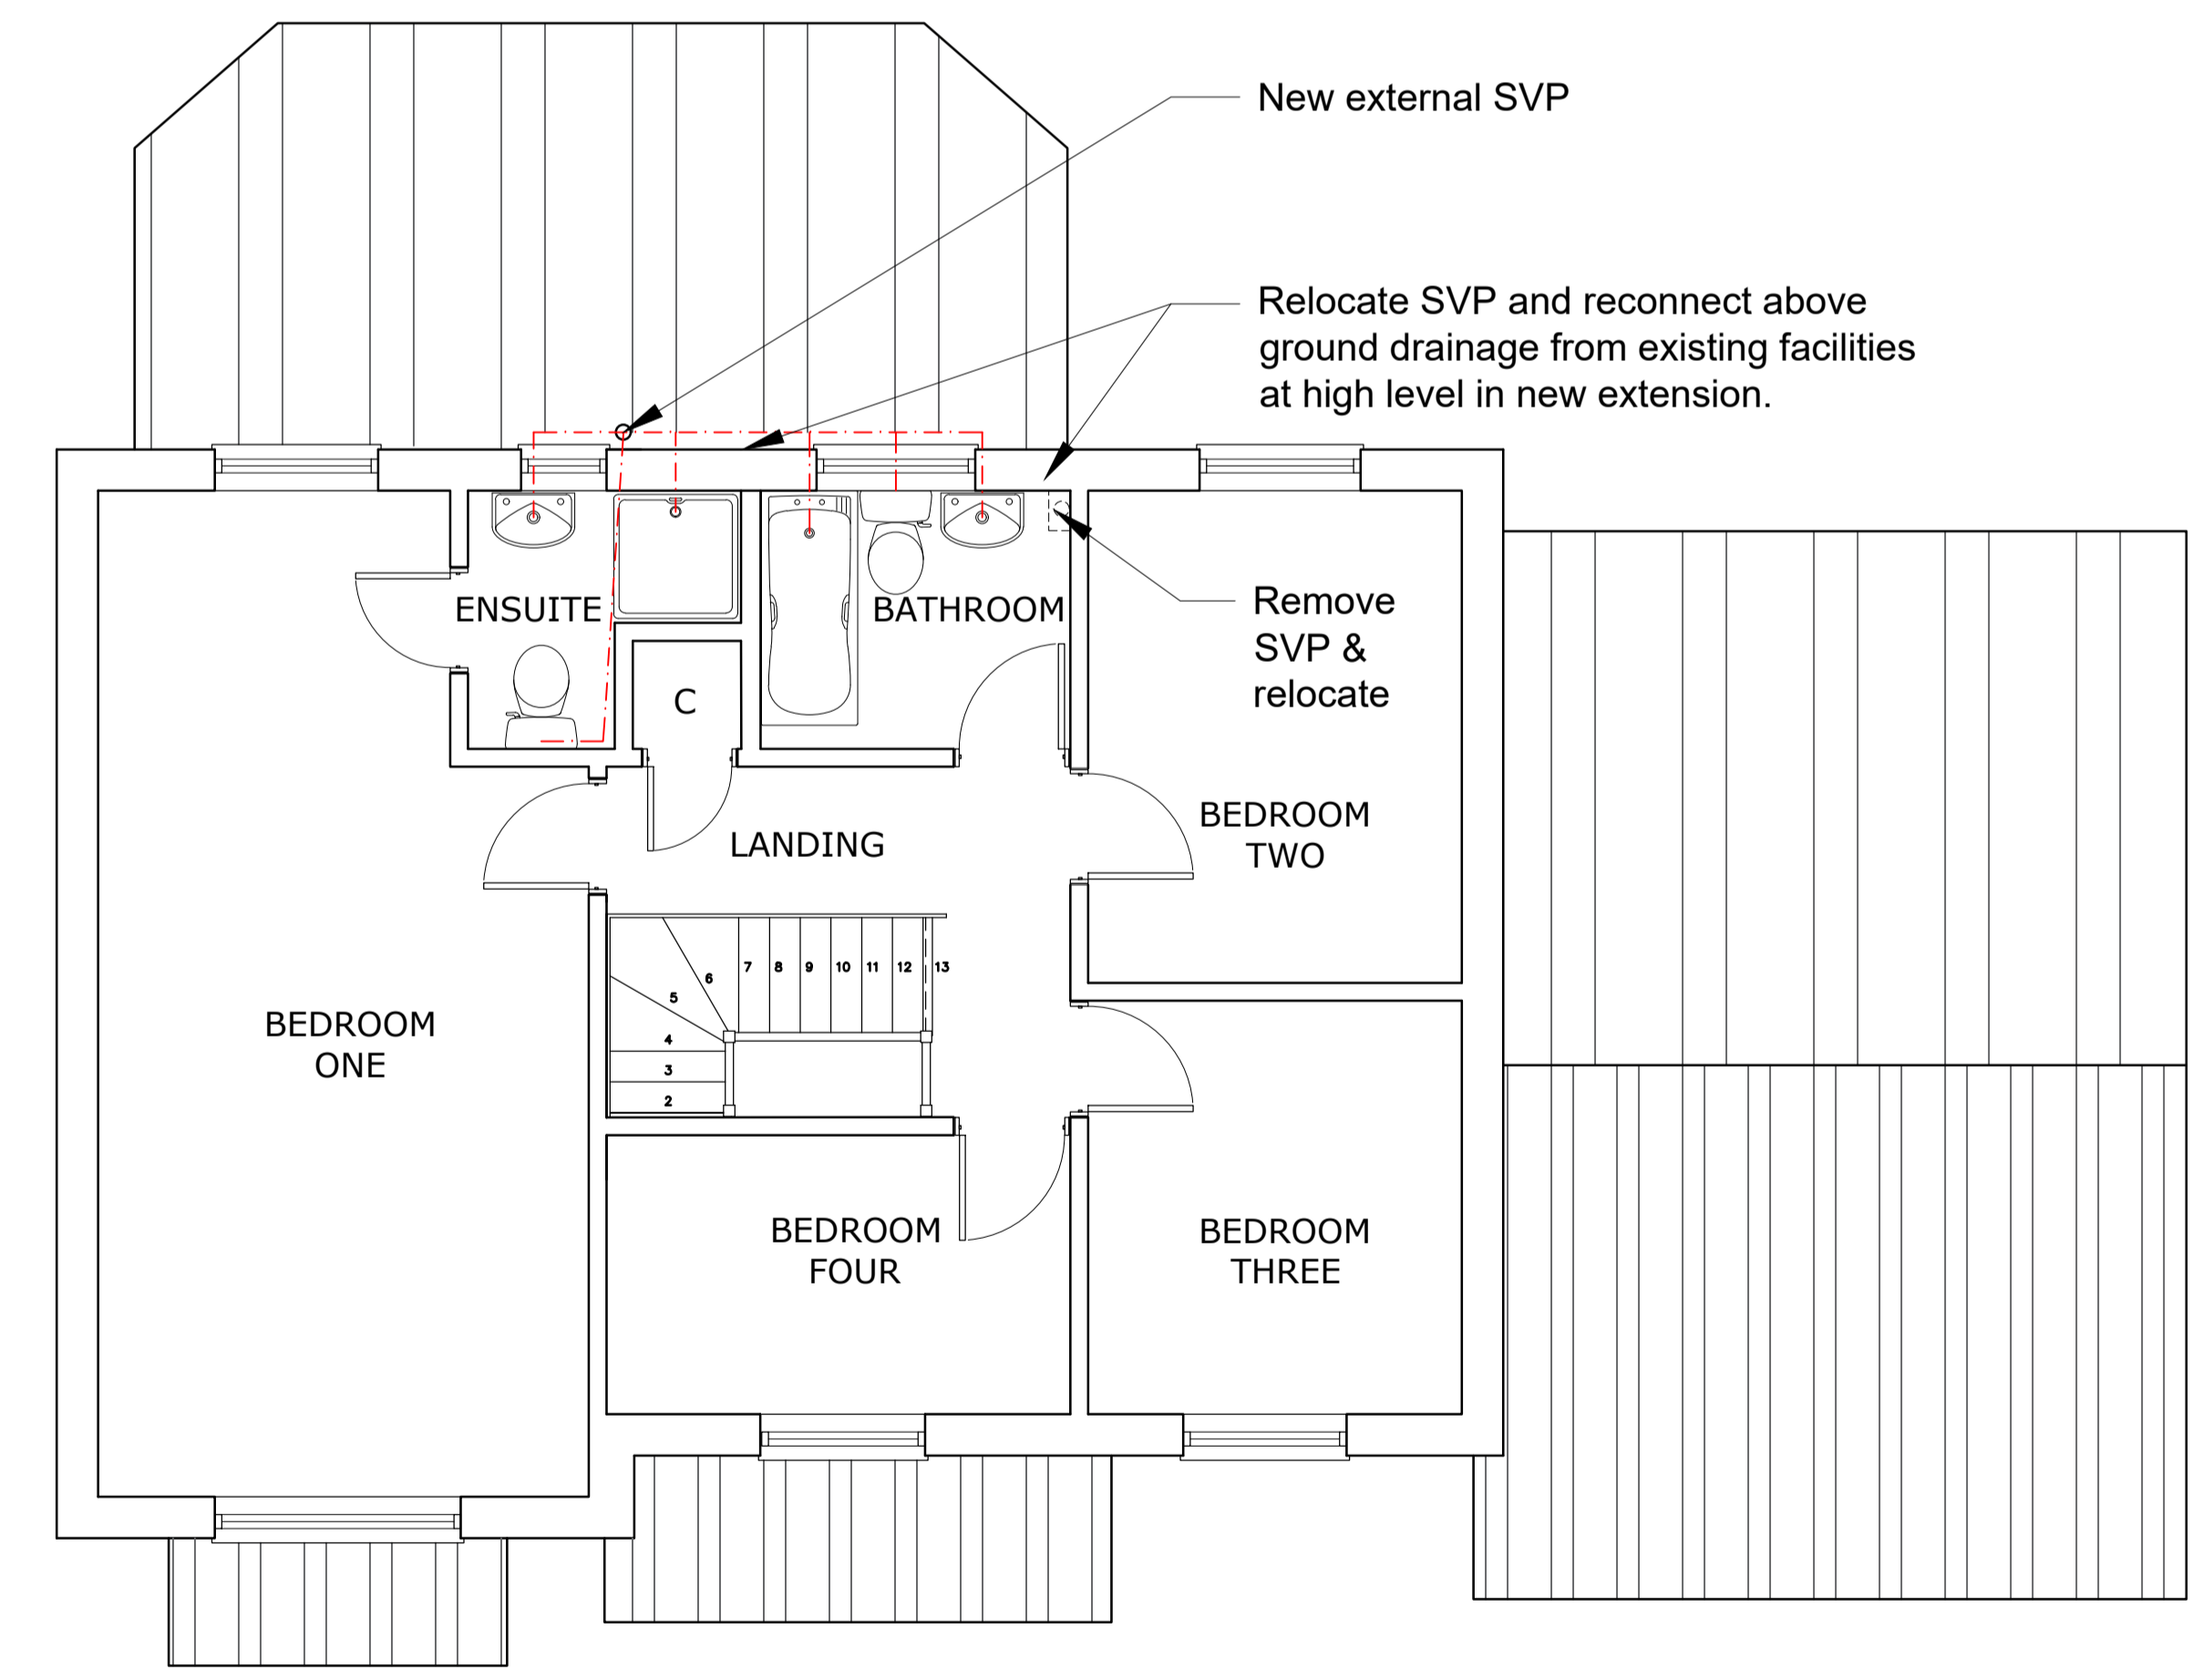 New external SVP
Relocate SVP and reconnect above
ground drainage from existing facilities
at high level in new extension.
ENSUITE
BATHROOM
Remove
SVP &
relocate
C
LANDING
BEDROOM
TWO
7 8 9 10 11 12 13
6
5
4
3
2
BEDROOM
ONE
BEDROOM
FOUR
BEDROOM
THREE